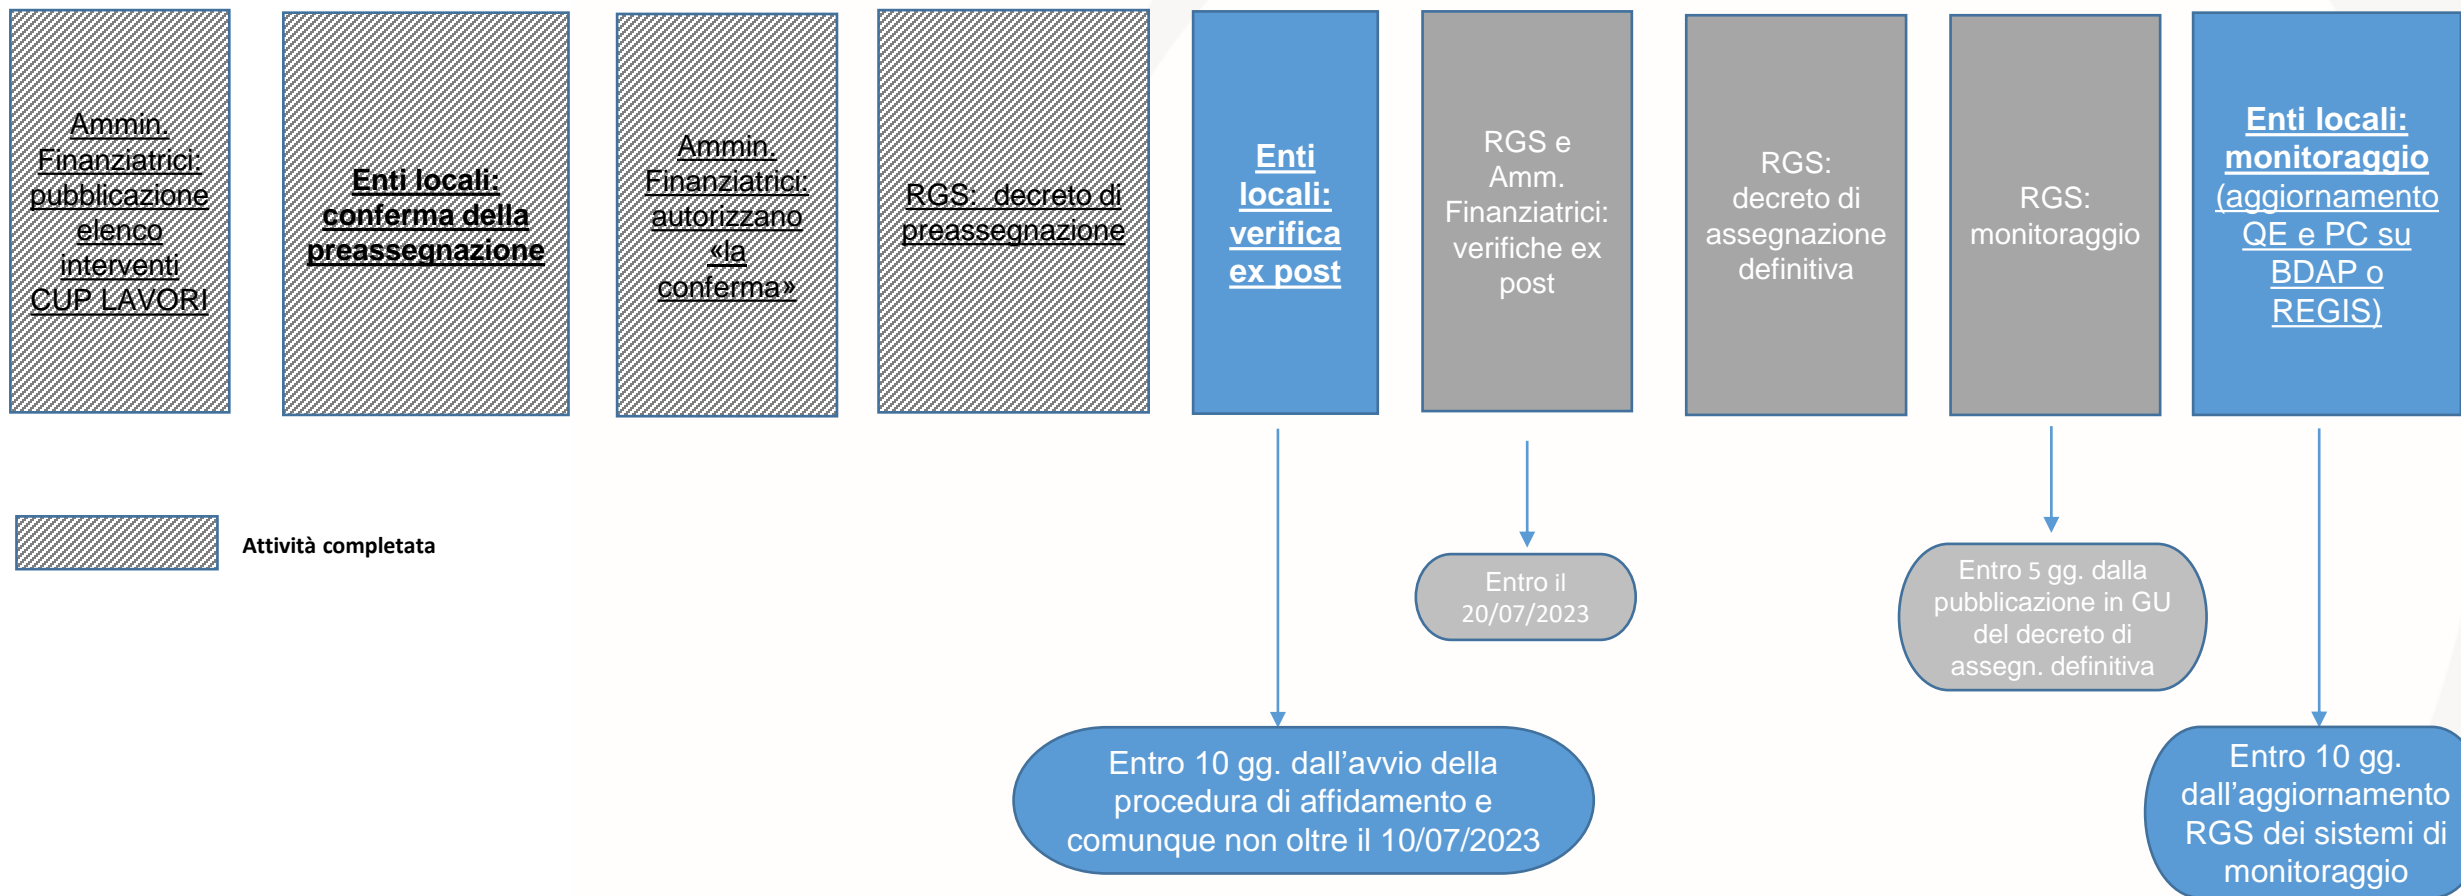 Ammin.
Finanziatrici:
pubblicazione
elenco
interventi
CUP LAVORI
Enti locali:
conferma della
preassegnazione
Ammin.
Finanziatrici:
autorizzano
«la
conferma»
RGS: decreto di
preassegnazione
Enti
locali:
verifica
ex post
RGS e
Amm.
Finanziatrici:
verifiche ex
post
RGS:
decreto di
assegnazione
definitiva
RGS:
monitoraggio
Enti locali:
monitoraggio
(aggiornamento
QE e PC su
BDAP o
REGIS)
Attività completata
Entro il
20/07/2023
Entro 5 gg. dalla
pubblicazione in GU
del decreto di
assegn. definitiva
Entro 10 gg. dall’avvio della
procedura di affidamento e
comunque non oltre il 10/07/2023
Entro 10 gg.
dall’aggiornamento
RGS dei sistemi di
monitoraggio